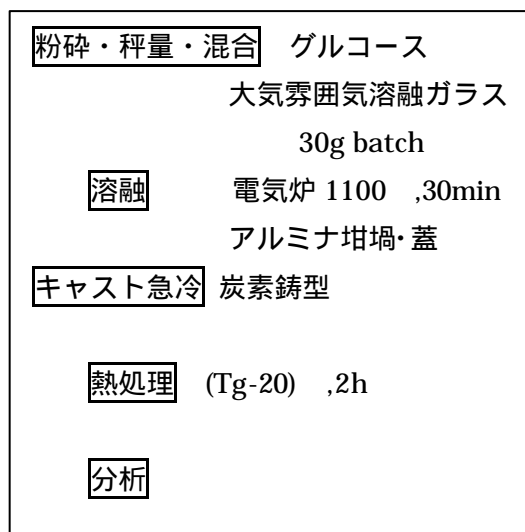 粉砕・秤量・混合 グルコース
大気雰囲気溶融ガラス
30g batch
溶融 電気炉 1100 ,30min
アルミナ坩堝・蓋
キャスト急冷 炭素鋳型
熱処理 (Tg-20) ,2h
分析